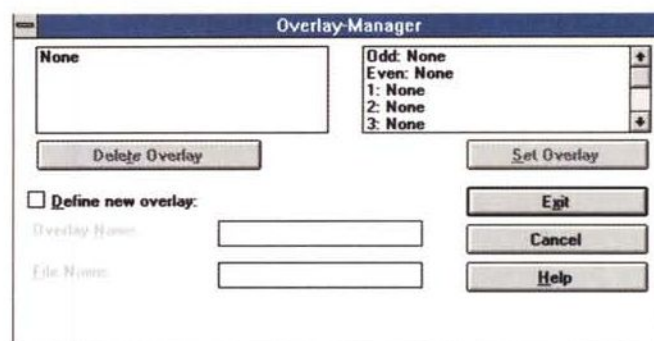 Overlay-Manager
None
Odd: None
Even: None
1: None
2: None
3: None
Delete Overlay
Set Overlay
Define new overlay:
Exit
Overlay Name:
Cancel
File Name:
Help